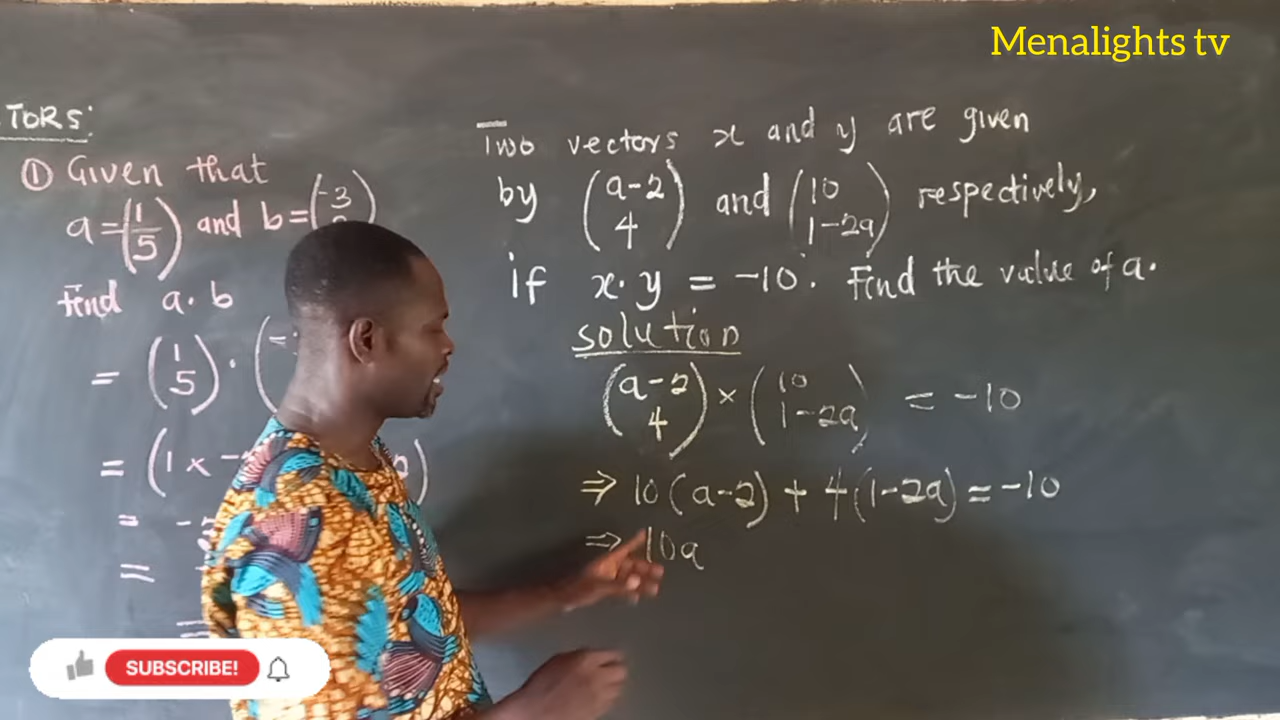 Menalights tv
TORS:
① Given that
a = (1 5) and b = (-3
Find a . b
= (1 5) . (-
= (1 x -
= -
=
Two vectors x and y are given
by (a-2 4) and (10 1-2a) respectively,
if x . y = -10. Find the value of a.
solution
(a-2 4) × (10 1-2a) = -10
⇒ 10(a-2) + 4(1-2a) = -10
⇒ 10a
SUBSCRIBE!